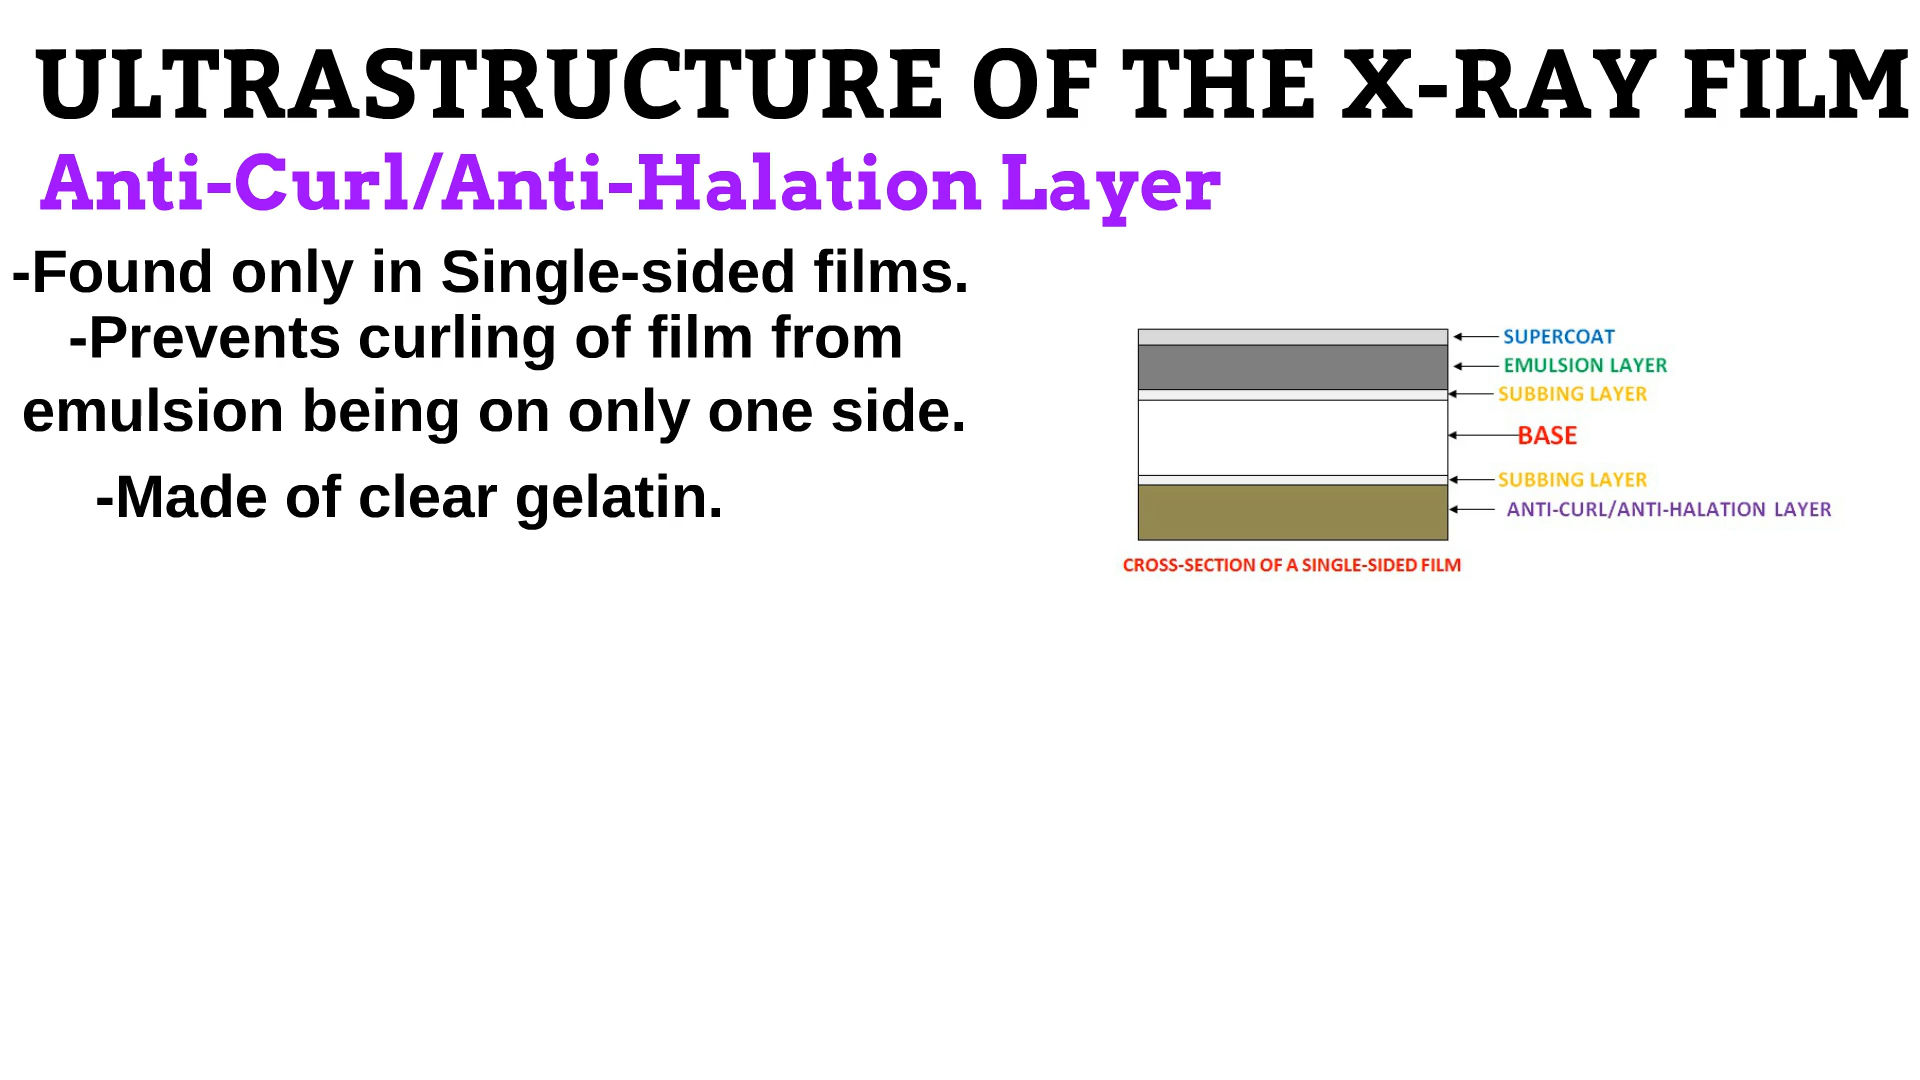 ULTRASTRUCTURE OF THE X-RAY FILM
Anti-Curl/Anti-Halation Layer
-Found only in Single-sided films.
-Prevents curling of film from
emulsion being on only one side.
-Made of clear gelatin.
SUPERCOAT
EMULSION LAYER
SUBBING LAYER
BASE
SUBBING LAYER
ANTI-CURL/ANTI-HALATION LAYER
CROSS-SECTION OF A SINGLE-SIDED FILM